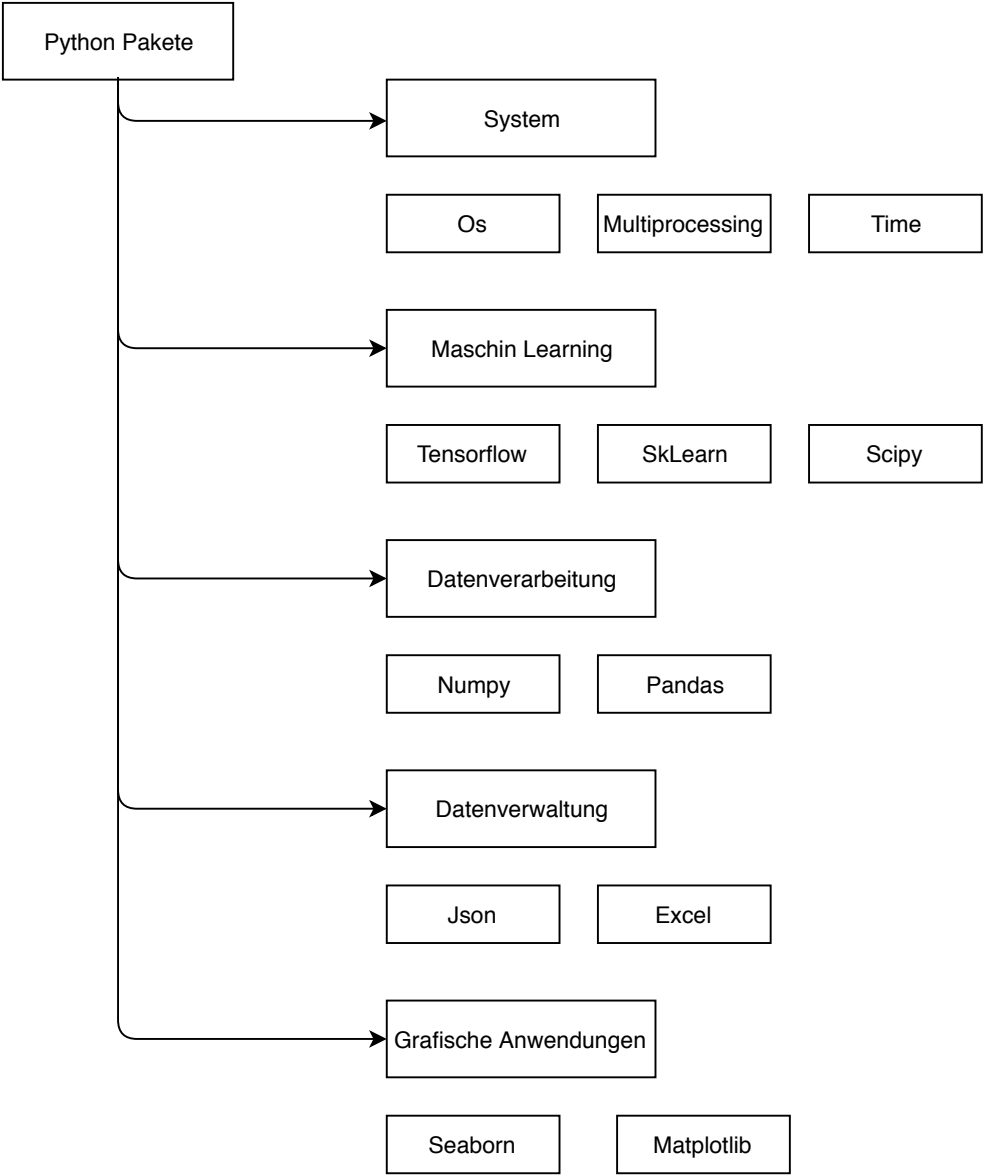 Python Pakete
System
Os
Multiprocessing
Time
Maschin Learning
Tensorflow
SkLearn
Scipy
Datenverarbeitung
Numpy
Pandas
Datenverwaltung
Json
Excel
Grafische Anwendungen
Seaborn
Matplotlib